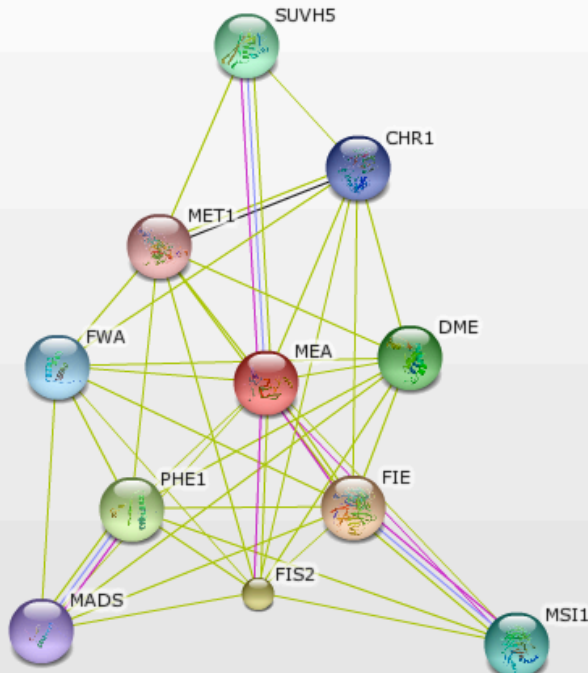 SUVH5
CHR1
MET1
FWA
DME
MEA
PHE1
FIE
FIS2
MADS
MSI1